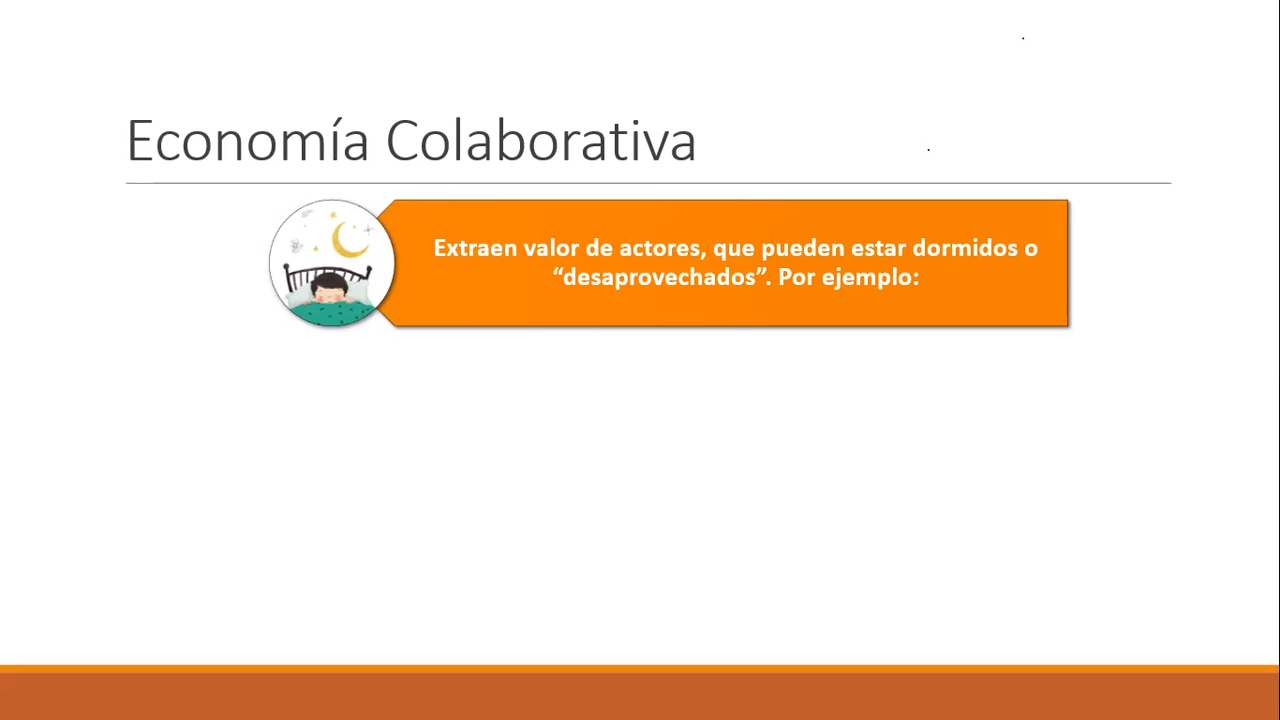 Economía Colaborativa
Extraen valor de actores, que pueden estar dormidos o
“desaprovechados”. Por ejemplo: